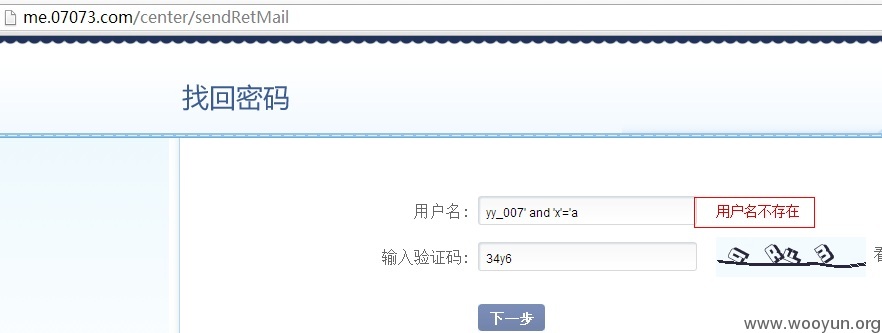 me.07073.com/center/sendRetMail
找回密码
用户名: yy_007' and 'x'='a 用户名不存在
输入验证码: 34y6 看
下一步
www.wooyun.org